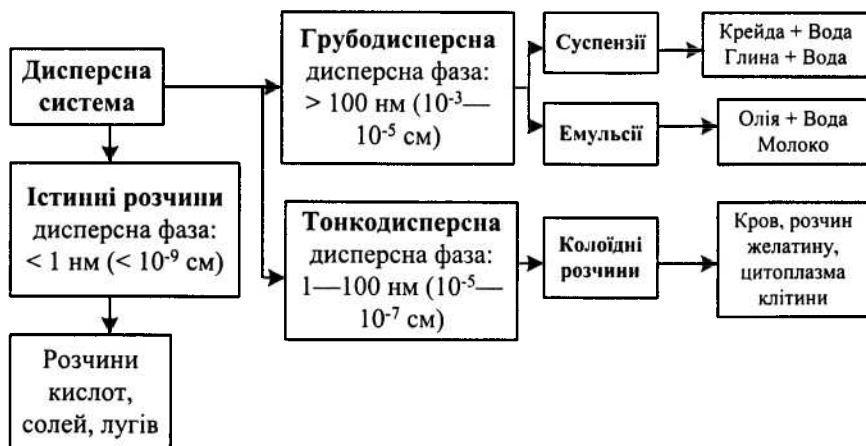 Дисперсна
система
Істинні розчини
дисперсна фаза:
< 1 нм (< 10⁻⁹ см)
Розчини
кислот,
солей, лугів
Грубодисперсна
дисперсна фаза:
> 100 нм (10⁻³—
10⁻⁵ см)
Суспензії
Крейда + Вода
Глина + Вода
Емульсії
Олія + Вода
Молоко
Тонкодисперсна
дисперсна фаза:
1—100 нм (10⁻⁵—
10⁻⁷ см)
Колоїдні
розчини
Кров, розчин
желатину,
цитоплазма
клітини